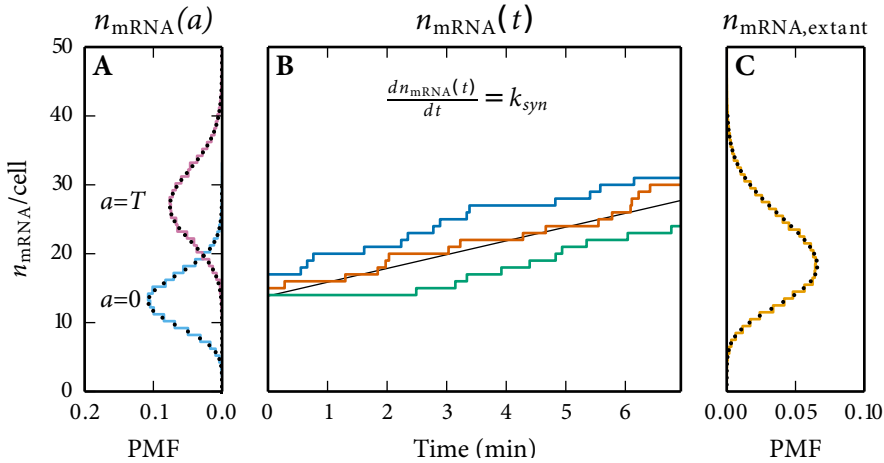 n_mRNA(a)
n_mRNA(t)
n_mRNA,extant
A
B
C
dn_mRNA(t)/dt = k_syn
n_mRNA/cell
50
40
30
20
10
0
a=T
a=0
0.2 0.1 0.0
0 1 2 3 4 5 6
0.00 0.05 0.10
PMF
Time (min)
PMF